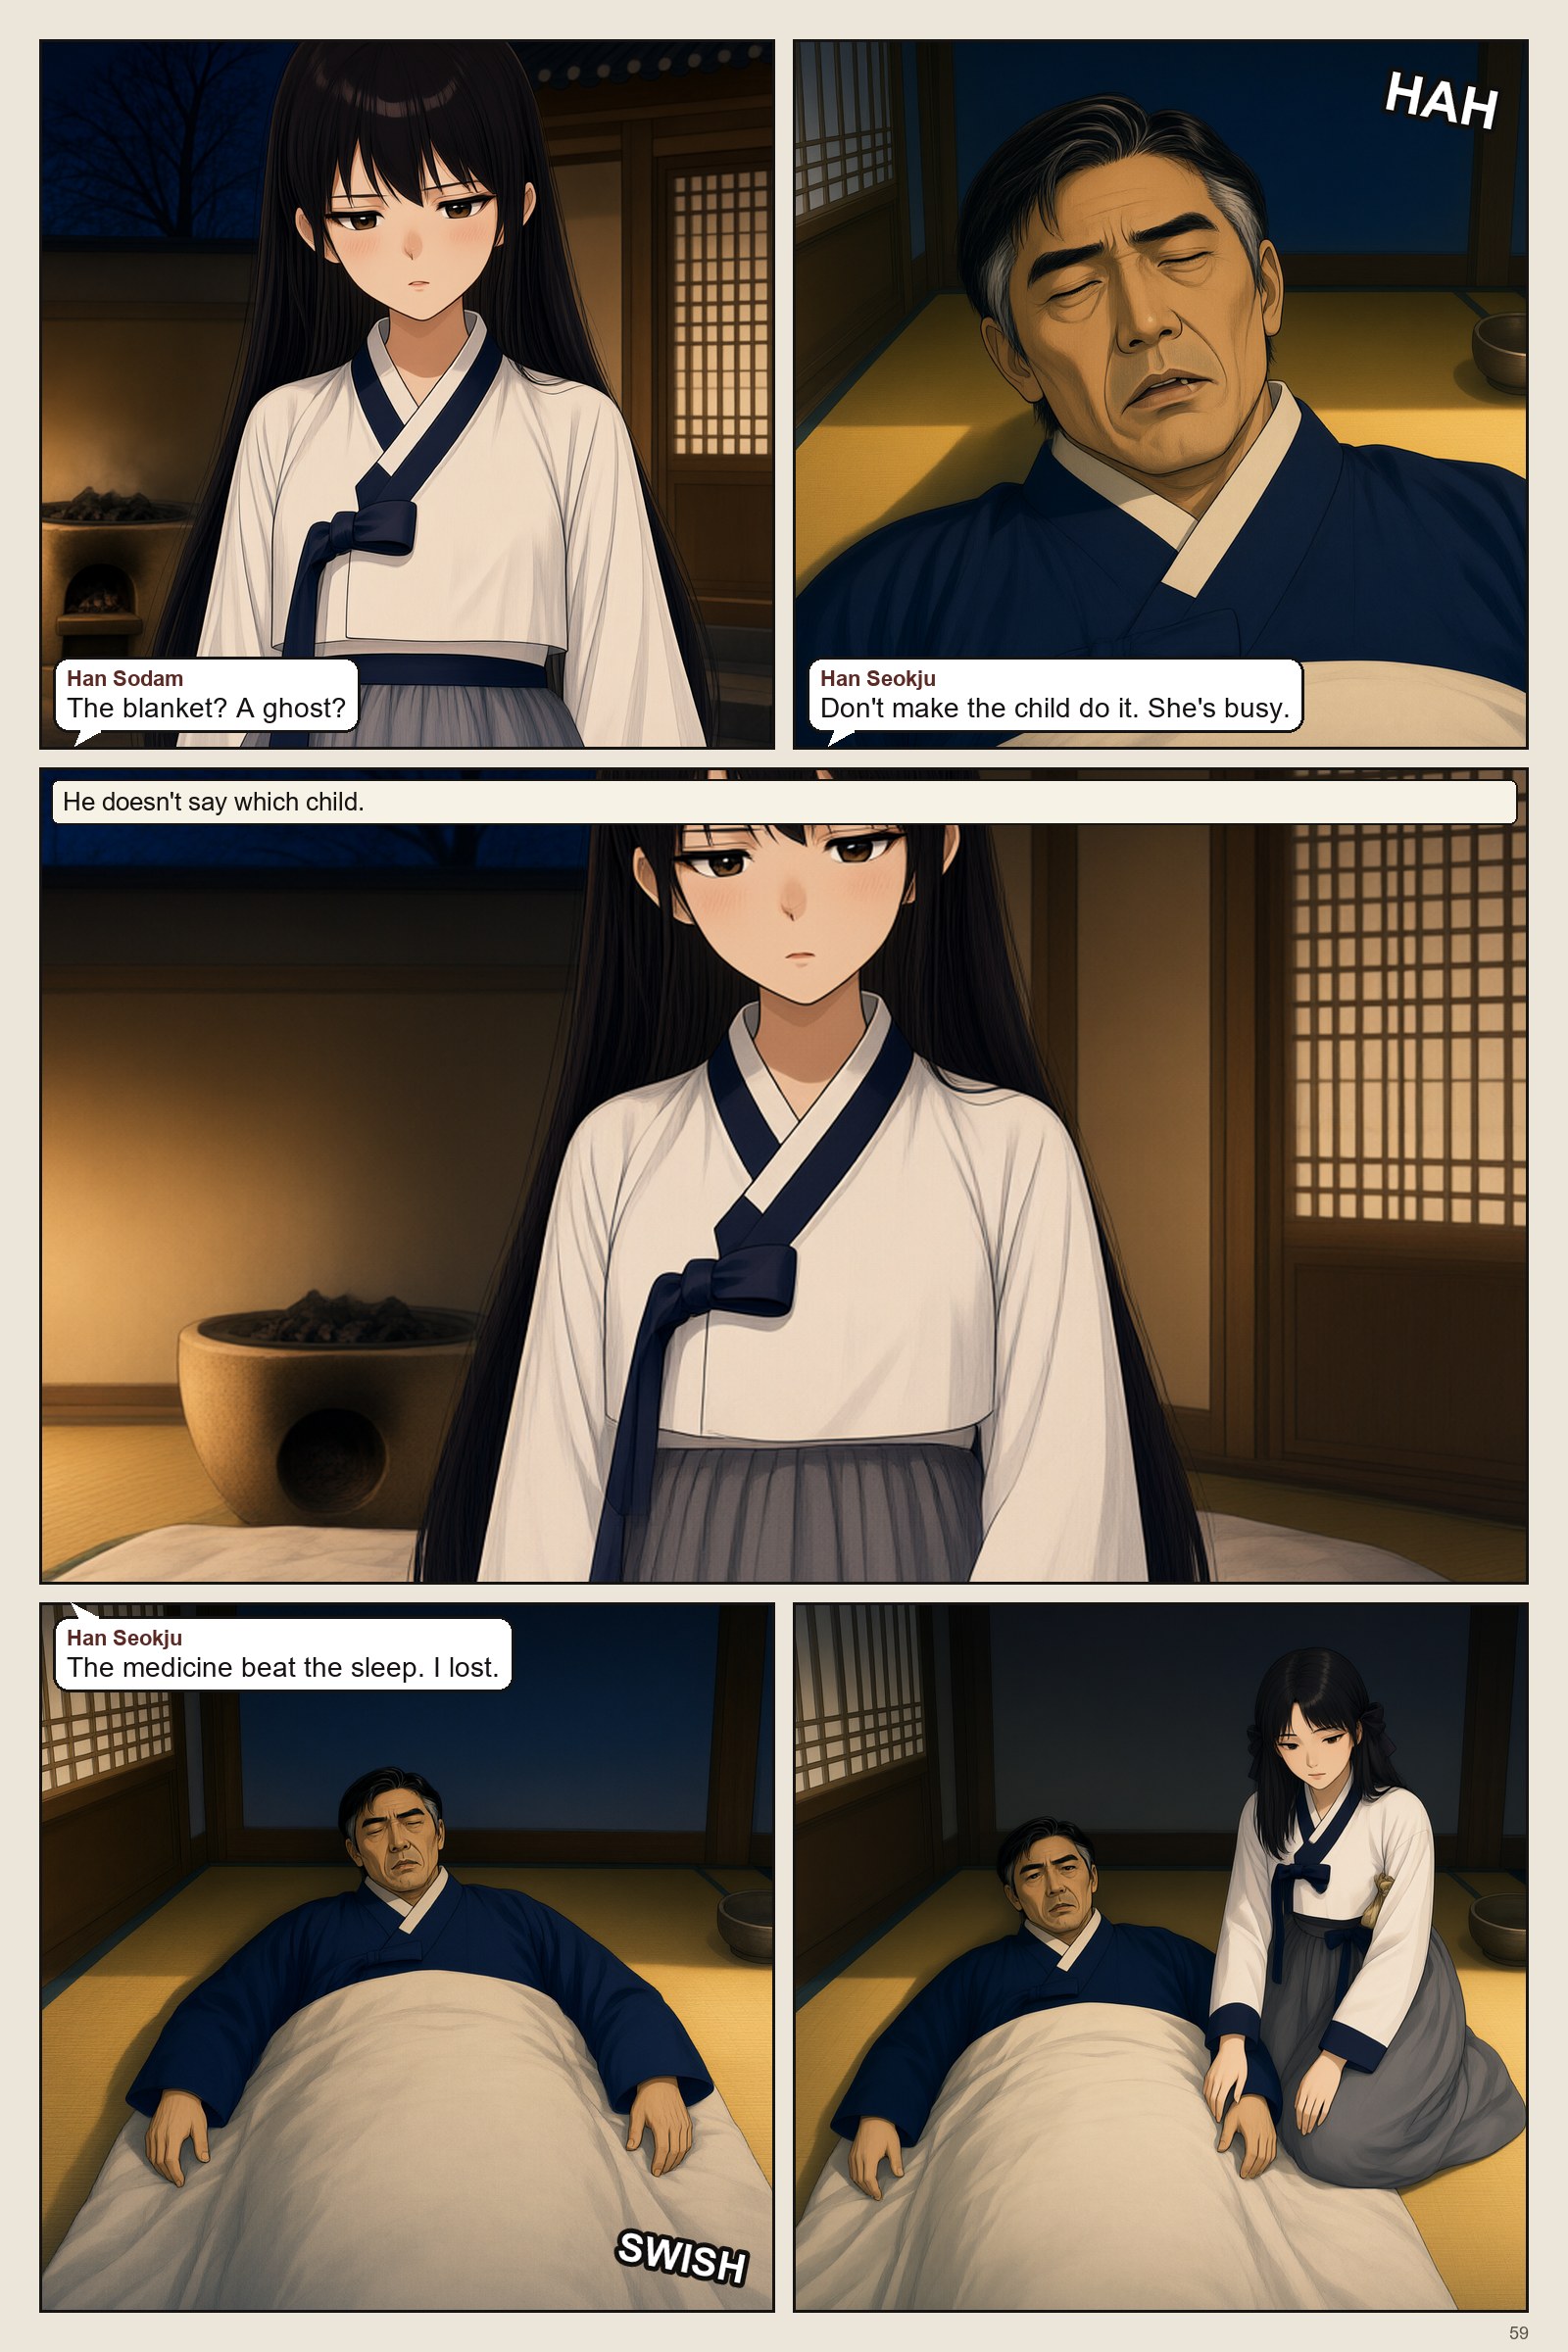 HAH
Han Sodam
The blanket? A ghost?
Han Seokju
Don't make the child do it. She's busy.
He doesn't say which child.
Han Seokju
The medicine beat the sleep. I lost.
SWISH
59